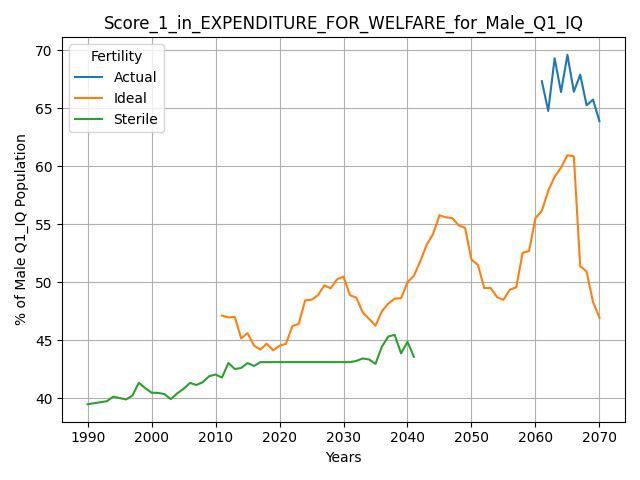 Score_1_in_EXPENDITURE_FOR_WELFARE_for_Male_Q1_IQ
Fertility
Actual
Ideal
Sterile
% of Male Q1_IQ Population
70
65
60
55
50
45
40
1990 2000 2010 2020 2030 2040 2050 2060 2070
Years